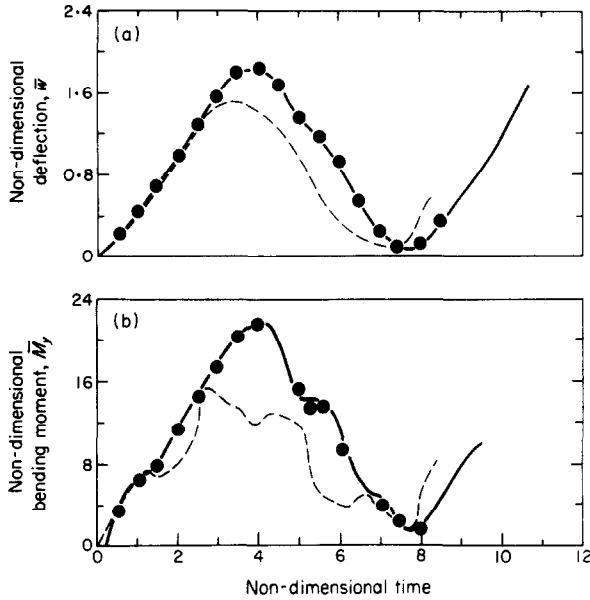 2·4
(a)
1·6
0·8
0
Non-dimensional
deflection, w̅
24
(b)
16
8
0
Non-dimensional
bending moment, M̅y
0
2
4
6
8
10
12
Non-dimensional time